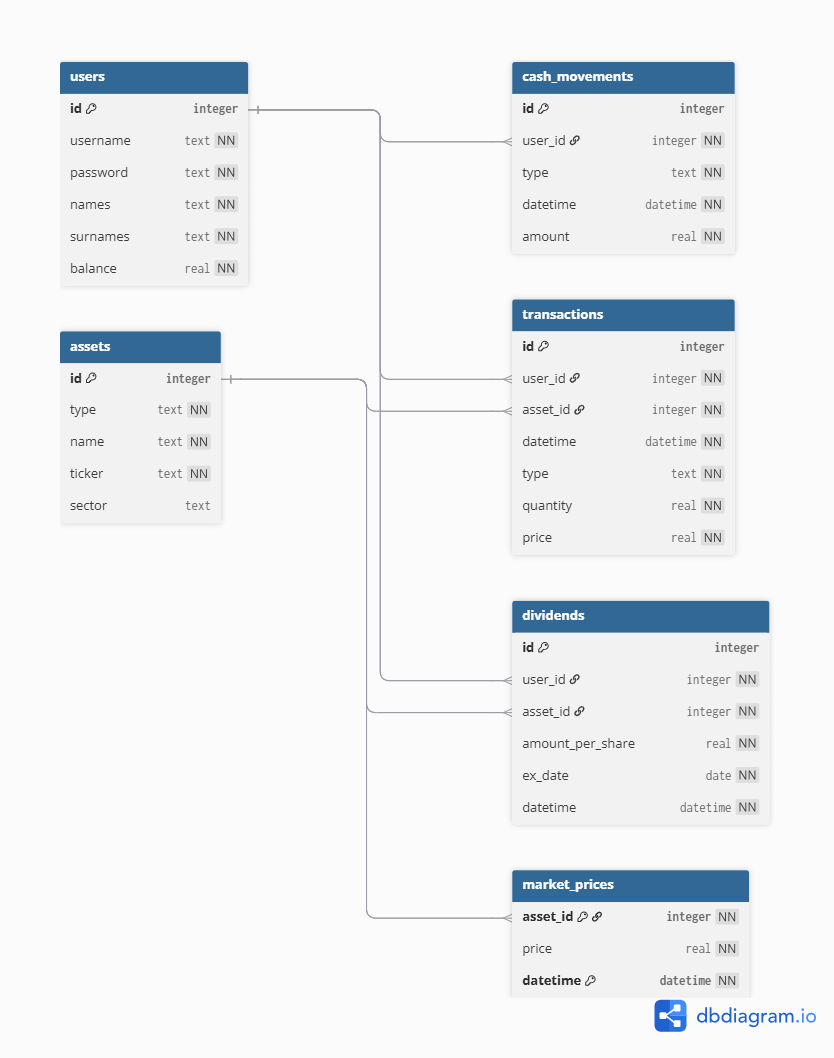 users
id integer
username text NN
password text NN
names text NN
surnames text NN
balance real NN
assets
id integer
type text NN
name text NN
ticker text NN
sector text
cash_movements
id integer
user_id integer NN
type text NN
datetime datetime NN
amount real NN
transactions
id integer
user_id integer NN
asset_id integer NN
datetime datetime NN
type text NN
quantity real NN
price real NN
dividends
id integer
user_id integer NN
asset_id integer NN
amount_per_share real NN
ex_date date NN
datetime datetime NN
market_prices
asset_id integer NN
price real NN
datetime datetime NN
dbdiagram.io